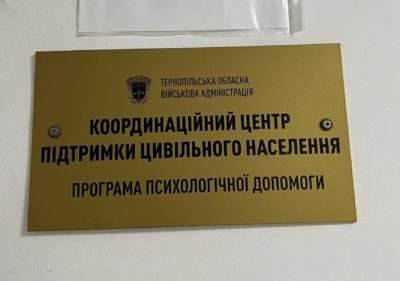 ТЕРНОПІЛЬСЬКА ОБЛАСНА
ВІЙСЬКОВА АДМІНІСТРАЦІЯ
КООРДИНАЦІЙНИЙ ЦЕНТР
ПІДТРИМКИ ЦИВІЛЬНОГО НАСЕЛЕННЯ
ПРОГРАМА ПСИХОЛОГІЧНОЇ ДОПОМОГИ